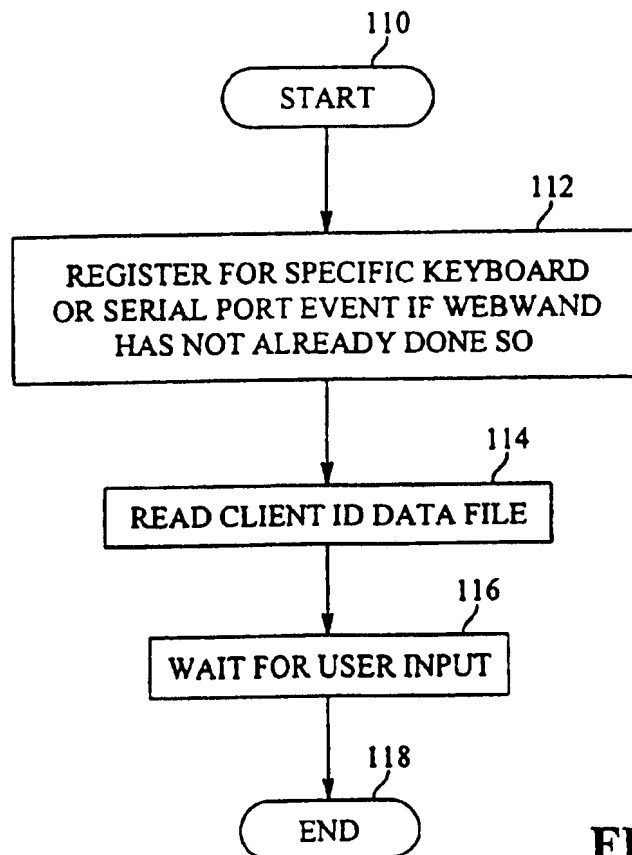 110
START
112
REGISTER FOR SPECIFIC KEYBOARD
OR SERIAL PORT EVENT IF WEBWAND
HAS NOT ALREADY DONE SO
114
READ CLIENT ID DATA FILE
116
WAIT FOR USER INPUT
118
END